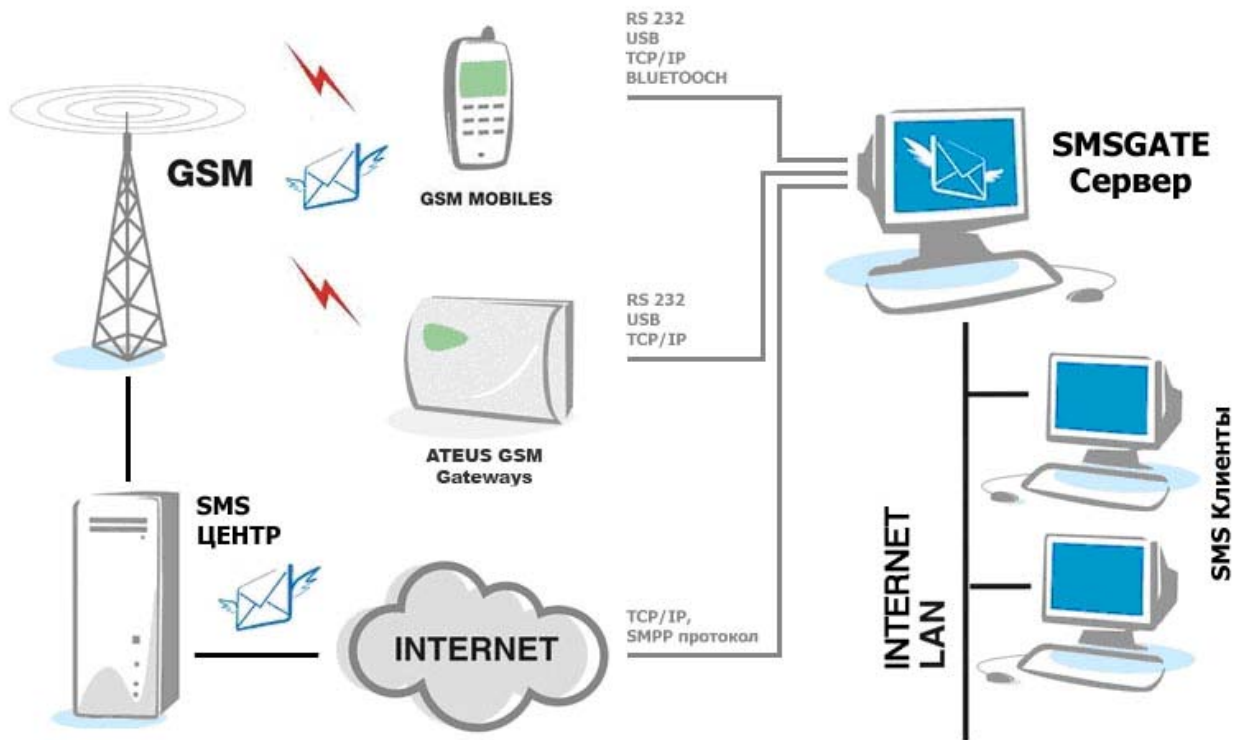 RS 232
USB
TCP/IP
BLUETOOCH
GSM
GSM MOBILES
SMSGATE
Сервер
RS 232
USB
TCP/IP
ATEUS GSM
Gateways
SMS
ЦЕНТР
INTERNET
TCP/IP,
SMPP протокол
INTERNET
LAN
SMS Клиенты